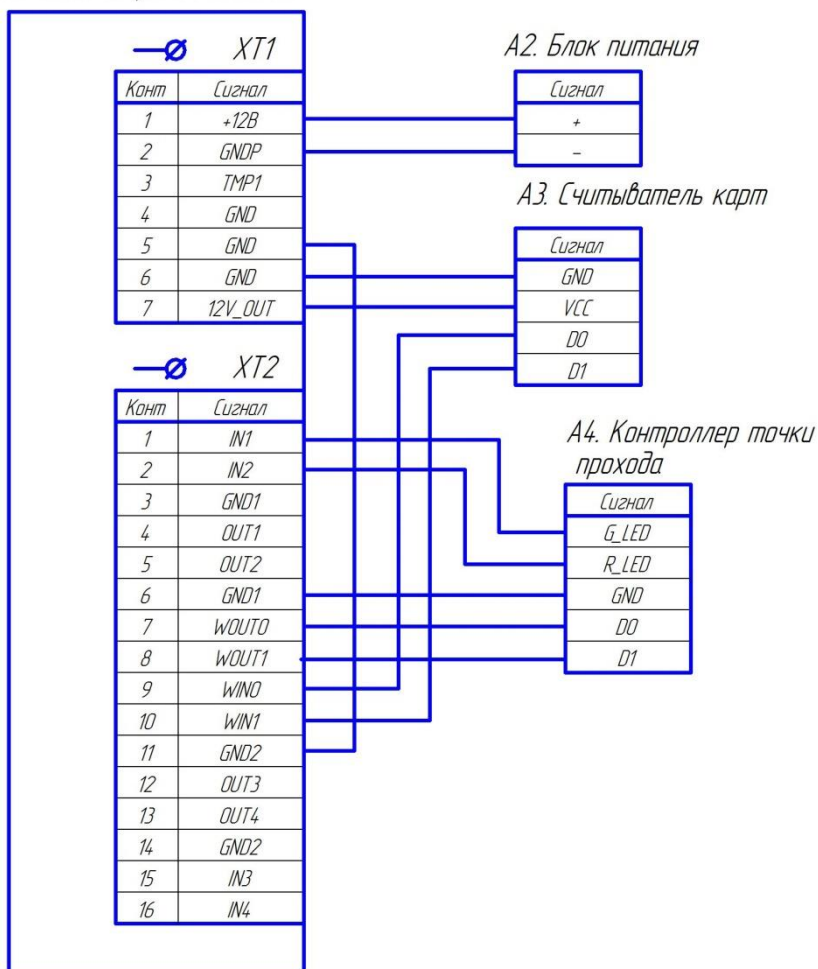 XT1
Конт Сигнал
1 +12В
2 GNDP
3 TMP1
4 GND
5 GND
6 GND
7 12V_OUT
XT2
Конт Сигнал
1 IN1
2 IN2
3 GND1
4 OUT1
5 OUT2
6 GND1
7 WOUT0
8 WOUT1
9 WIN0
10 WIN1
11 GND2
12 OUT3
13 OUT4
14 GND2
15 IN3
16 IN4
А2. Блок питания
Сигнал
+
-
А3. Считыватель карт
Сигнал
GND
VCC
D0
D1
А4. Контроллер точки
прохода
Сигнал
G_LED
R_LED
GND
D0
D1